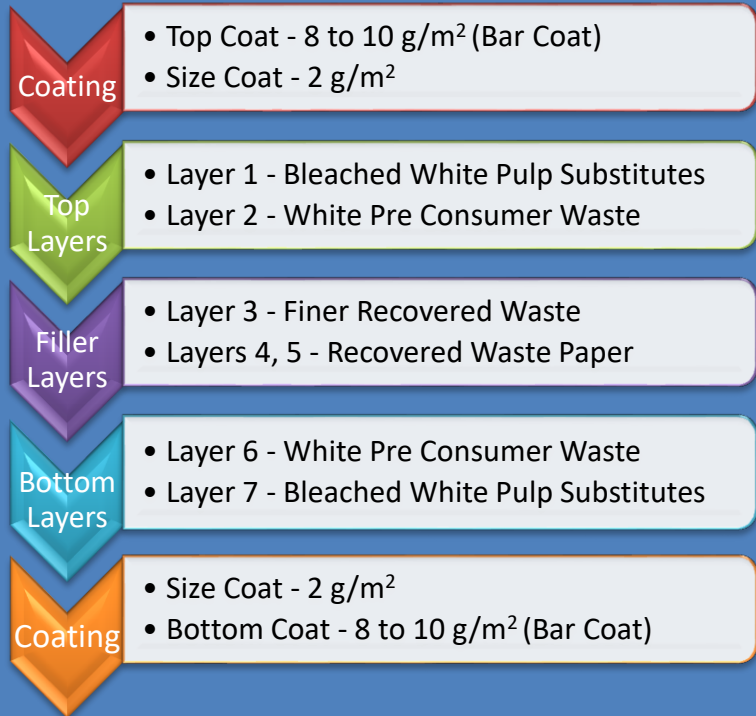 Coating
• Top Coat - 8 to 10 g/m² (Bar Coat)
• Size Coat - 2 g/m²
Top
Layers
• Layer 1 - Bleached White Pulp Substitutes
• Layer 2 - White Pre Consumer Waste
Filler
Layers
• Layer 3 - Finer Recovered Waste
• Layers 4, 5 - Recovered Waste Paper
Bottom
Layers
• Layer 6 - White Pre Consumer Waste
• Layer 7 - Bleached White Pulp Substitutes
Coating
• Size Coat - 2 g/m²
• Bottom Coat - 8 to 10 g/m² (Bar Coat)